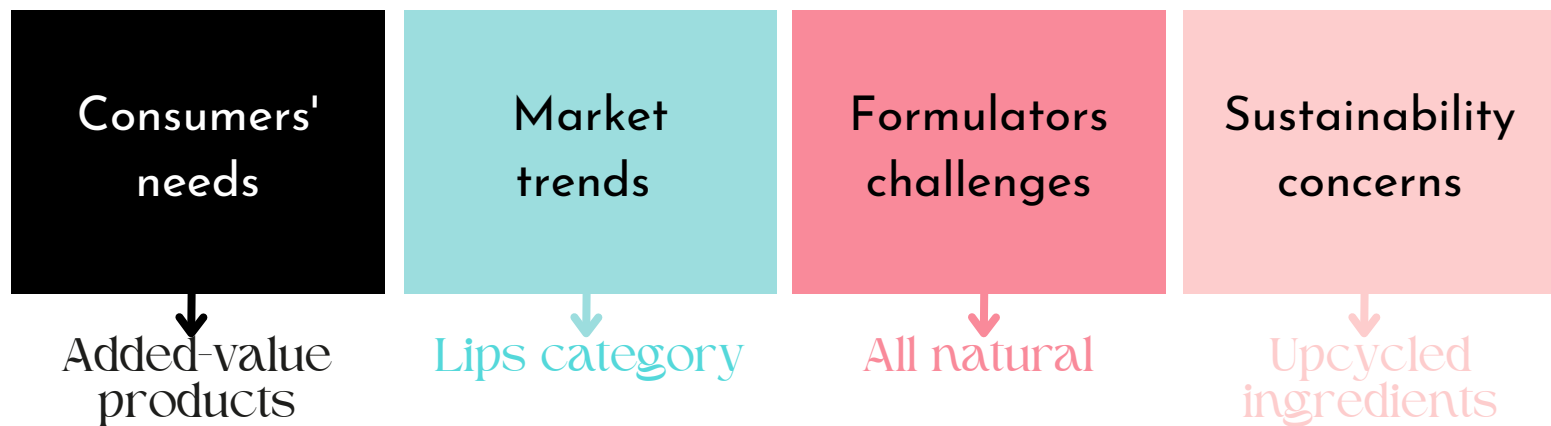 Consumers'
needs
Market
trends
Formulators
challenges
Sustainability
concerns
Added-value
products
Lips category
All natural
Upcycled
ingredients